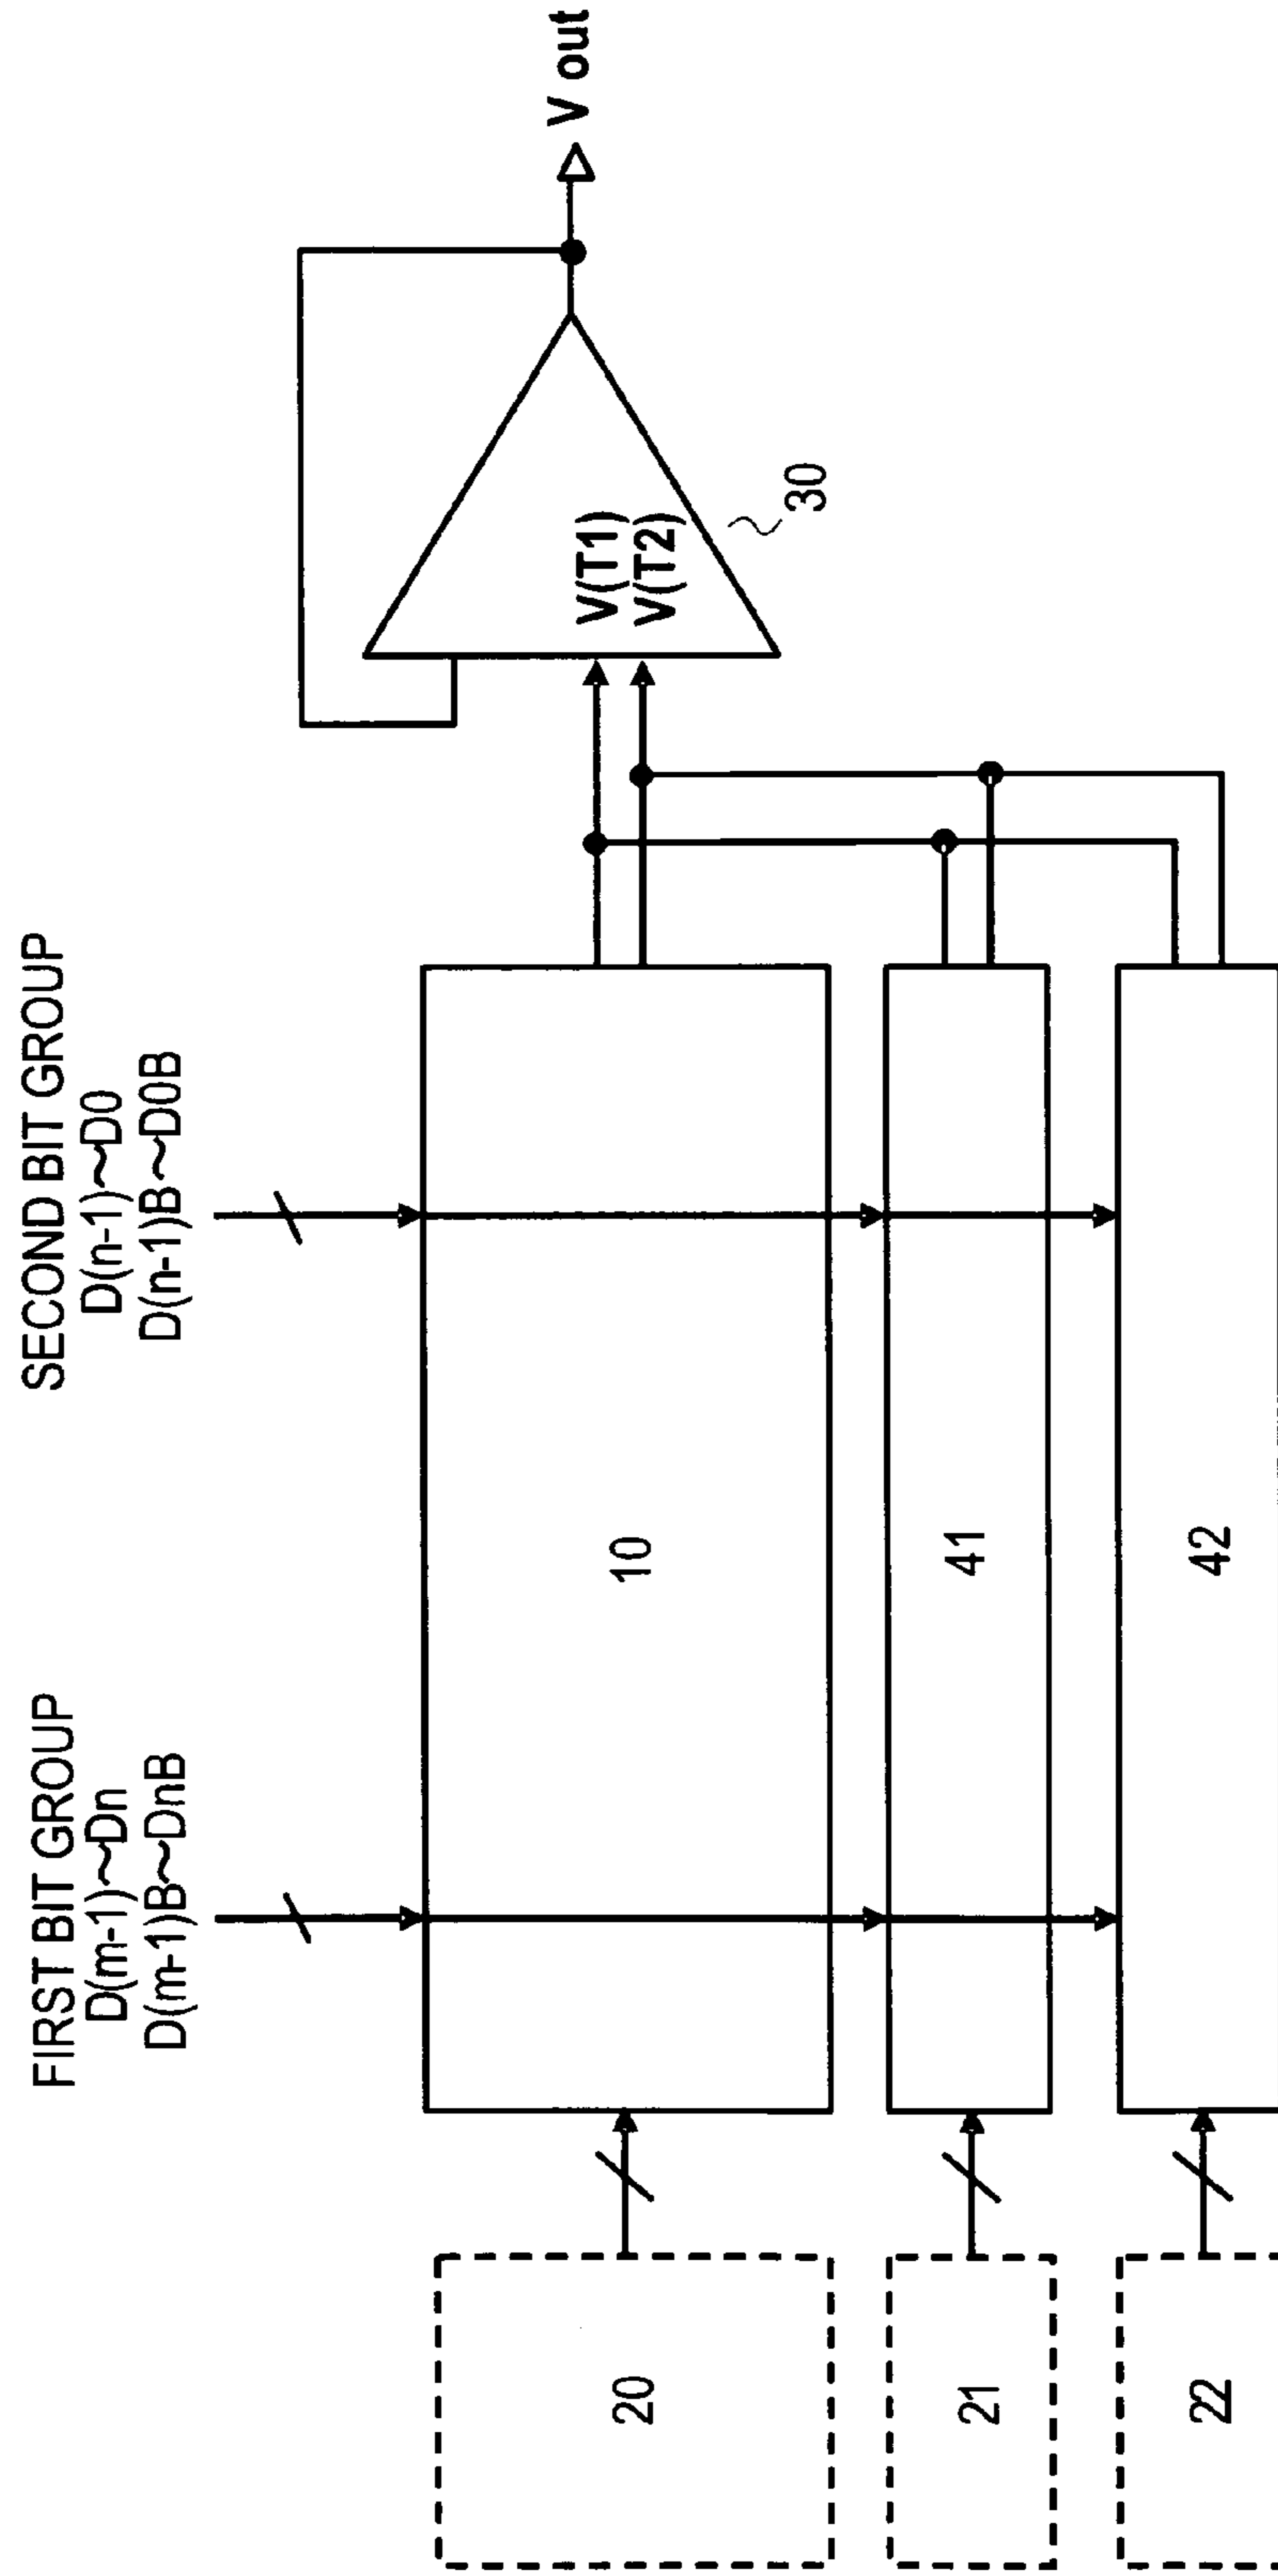 FIRST BIT GROUP
D(m-1)~Dn
D(m-1)B~DnB
SECOND BIT GROUP
D(n-1)~D0
D(n-1)B~D0B
20
10
V(T1)
V(T2)
30
V out
21
41
22
42